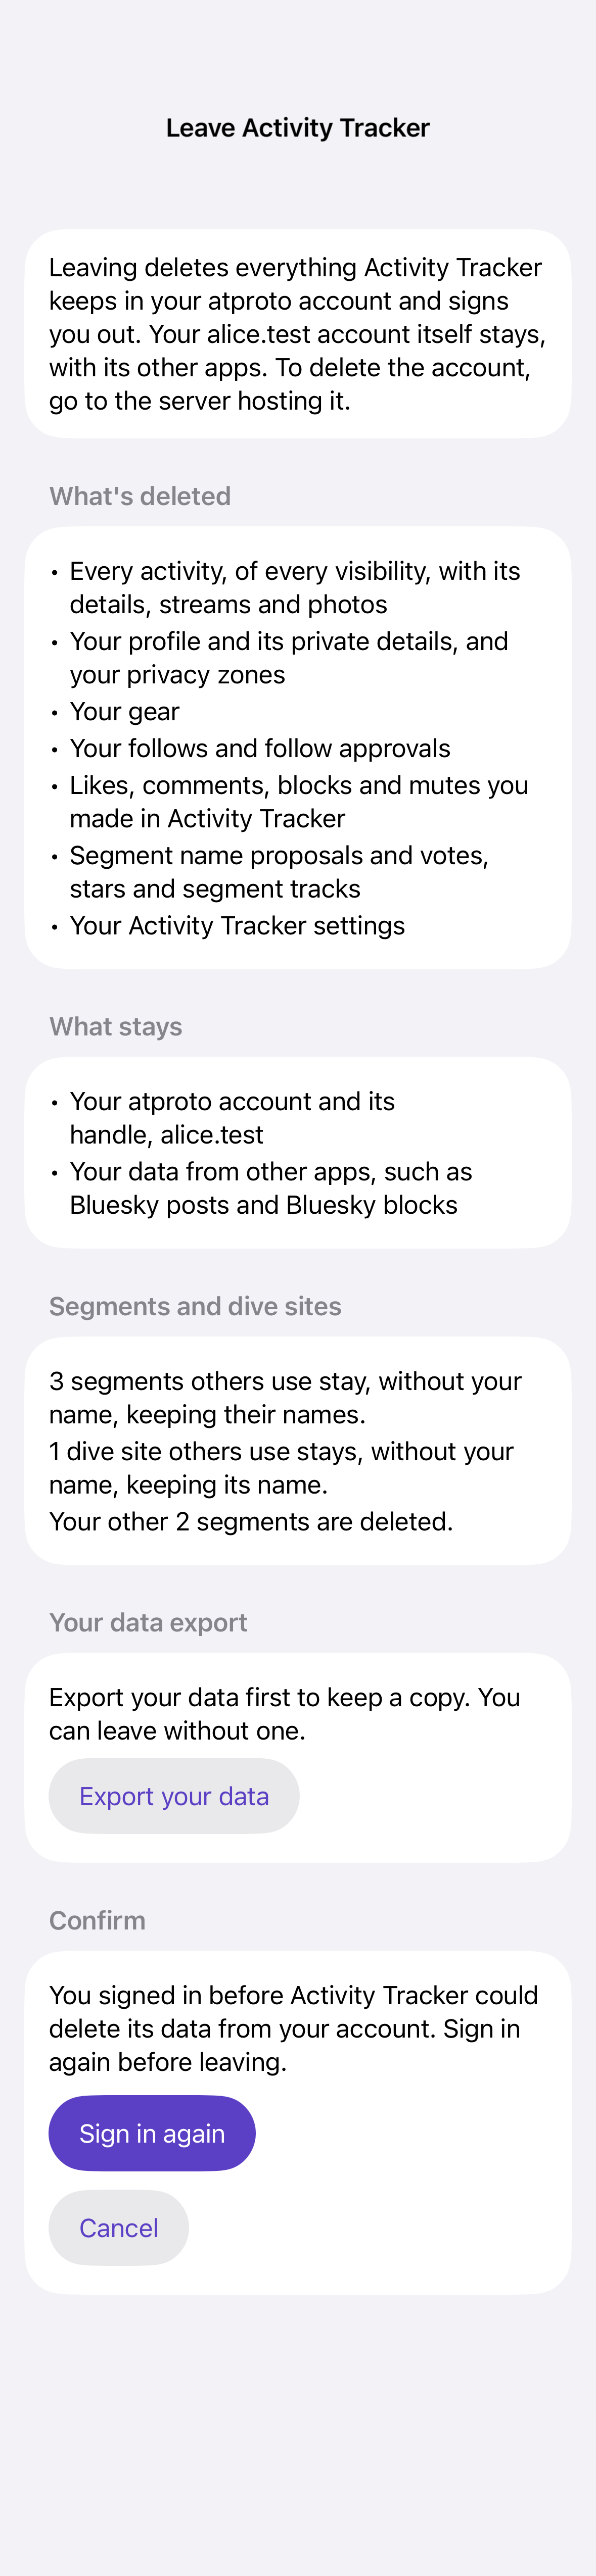 Leave Activity Tracker
Leaving deletes everything Activity Tracker
keeps in your atproto account and signs
you out. Your alice.test account itself stays,
with its other apps. To delete the account,
go to the server hosting it.
What's deleted
• Every activity, of every visibility, with its
details, streams and photos
• Your profile and its private details, and
your privacy zones
• Your gear
• Your follows and follow approvals
• Likes, comments, blocks and mutes you
made in Activity Tracker
• Segment name proposals and votes,
stars and segment tracks
• Your Activity Tracker settings
What stays
• Your atproto account and its
handle, alice.test
• Your data from other apps, such as
Bluesky posts and Bluesky blocks
Segments and dive sites
3 segments others use stay, without your
name, keeping their names.
1 dive site others use stays, without your
name, keeping its name.
Your other 2 segments are deleted.
Your data export
Export your data first to keep a copy. You
can leave without one.
Export your data
Confirm
You signed in before Activity Tracker could
delete its data from your account. Sign in
again before leaving.
Sign in again
Cancel